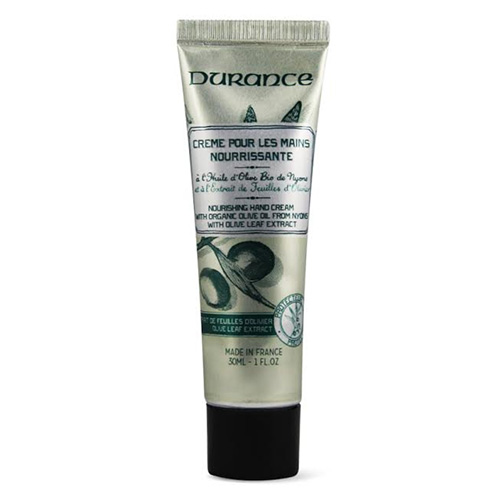 DURANCE
CREME POUR LES MAINS
NOURRISSANTE
à l'Huile d'Olive Bio de Nyons
et à l'Extrait de Feuilles d'Olivier
NOURISHING HAND CREAM
WITH ORGANIC OLIVE OIL FROM NYONS
WITH OLIVE LEAF EXTRACT
DE FEUILLES D'OLIVIER
OLIVE LEAF EXTRACT
MADE IN FRANCE
30ML - 1 FL.OZ